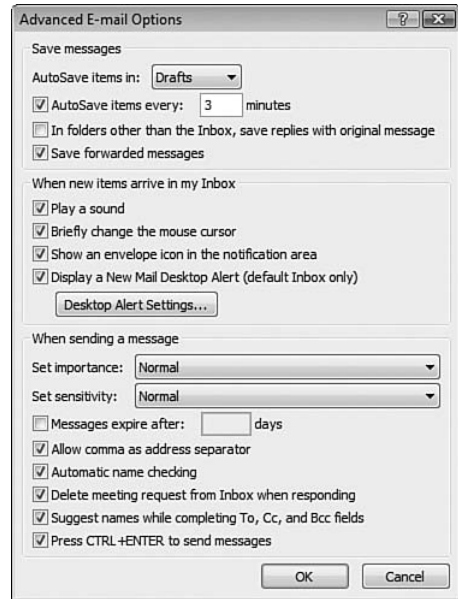 Advanced E-mail Options
Save messages
AutoSave items in: Drafts
AutoSave items every: 3 minutes
In folders other than the Inbox, save replies with original message
Save forwarded messages
When new items arrive in my Inbox
Play a sound
Briefly change the mouse cursor
Show an envelope icon in the notification area
Display a New Mail Desktop Alert (default Inbox only)
Desktop Alert Settings...
When sending a message
Set importance: Normal
Set sensitivity: Normal
Messages expire after: days
Allow comma as address separator
Automatic name checking
Delete meeting request from Inbox when responding
Suggest names while completing To, Cc, and Bcc fields
Press CTRL+ENTER to send messages
OK Cancel